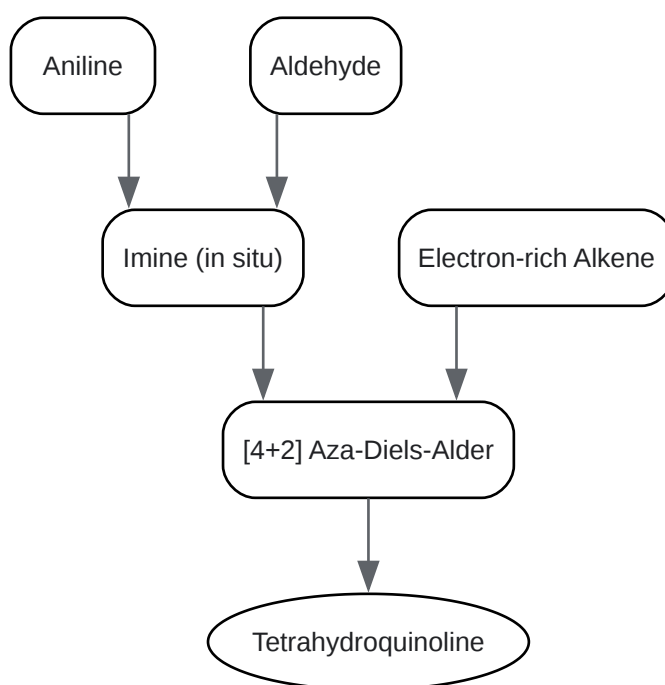 Aniline
Aldehyde
Imine (in situ)
Electron-rich Alkene
[4+2] Aza-Diels-Alder
Tetrahydroquinoline